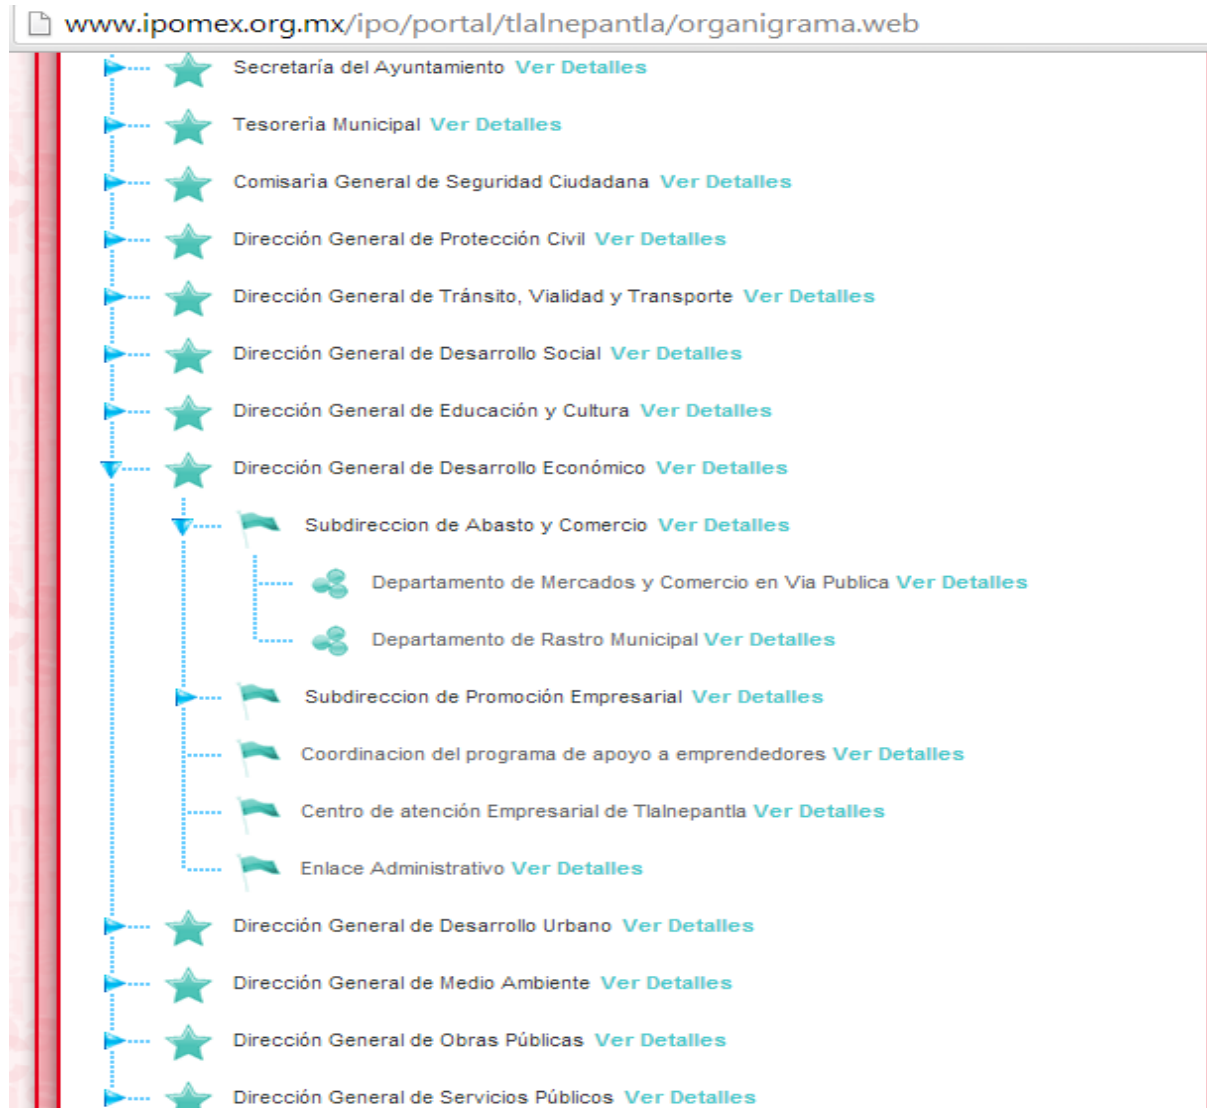 www.ipomex.org.mx/ipo/portal/tlalnepantla/organigrama.web
Secretaría del Ayuntamiento Ver Detalles
Tesorerìa Municipal Ver Detalles
Comisarìa General de Seguridad Ciudadana Ver Detalles
Dirección General de Protección Civil Ver Detalles
Dirección General de Tránsito, Vialidad y Transporte Ver Detalles
Dirección General de Desarrollo Social Ver Detalles
Dirección General de Educación y Cultura Ver Detalles
Dirección General de Desarrollo Económico Ver Detalles
Subdireccion de Abasto y Comercio Ver Detalles
Departamento de Mercados y Comercio en Via Publica Ver Detalles
Departamento de Rastro Municipal Ver Detalles
Subdireccion de Promoción Empresarial Ver Detalles
Coordinacion del programa de apoyo a emprendedores Ver Detalles
Centro de atención Empresarial de Tlalnepantla Ver Detalles
Enlace Administrativo Ver Detalles
Dirección General de Desarrollo Urbano Ver Detalles
Dirección General de Medio Ambiente Ver Detalles
Dirección General de Obras Públicas Ver Detalles
Dirección General de Servicios Públicos Ver Detalles